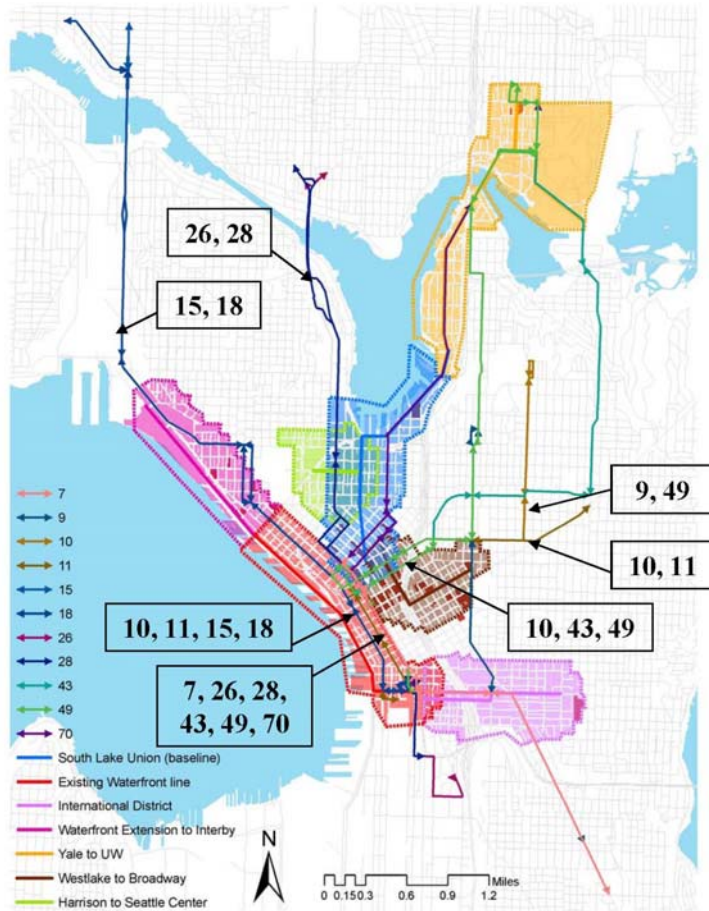 26, 28
15, 18
9, 49
10, 11
10, 43, 49
10, 11, 15, 18
7, 26, 28,
43, 49, 70
7
9
10
11
15
18
26
28
43
49
70
South Lake Union (baseline)
Existing Waterfront line
International District
Waterfront Extension to Interby
Yale to UW
Westlake to Broadway
Harrison to Seattle Center
N
Miles
0 0.15 0.3 0.6 0.9 1.2